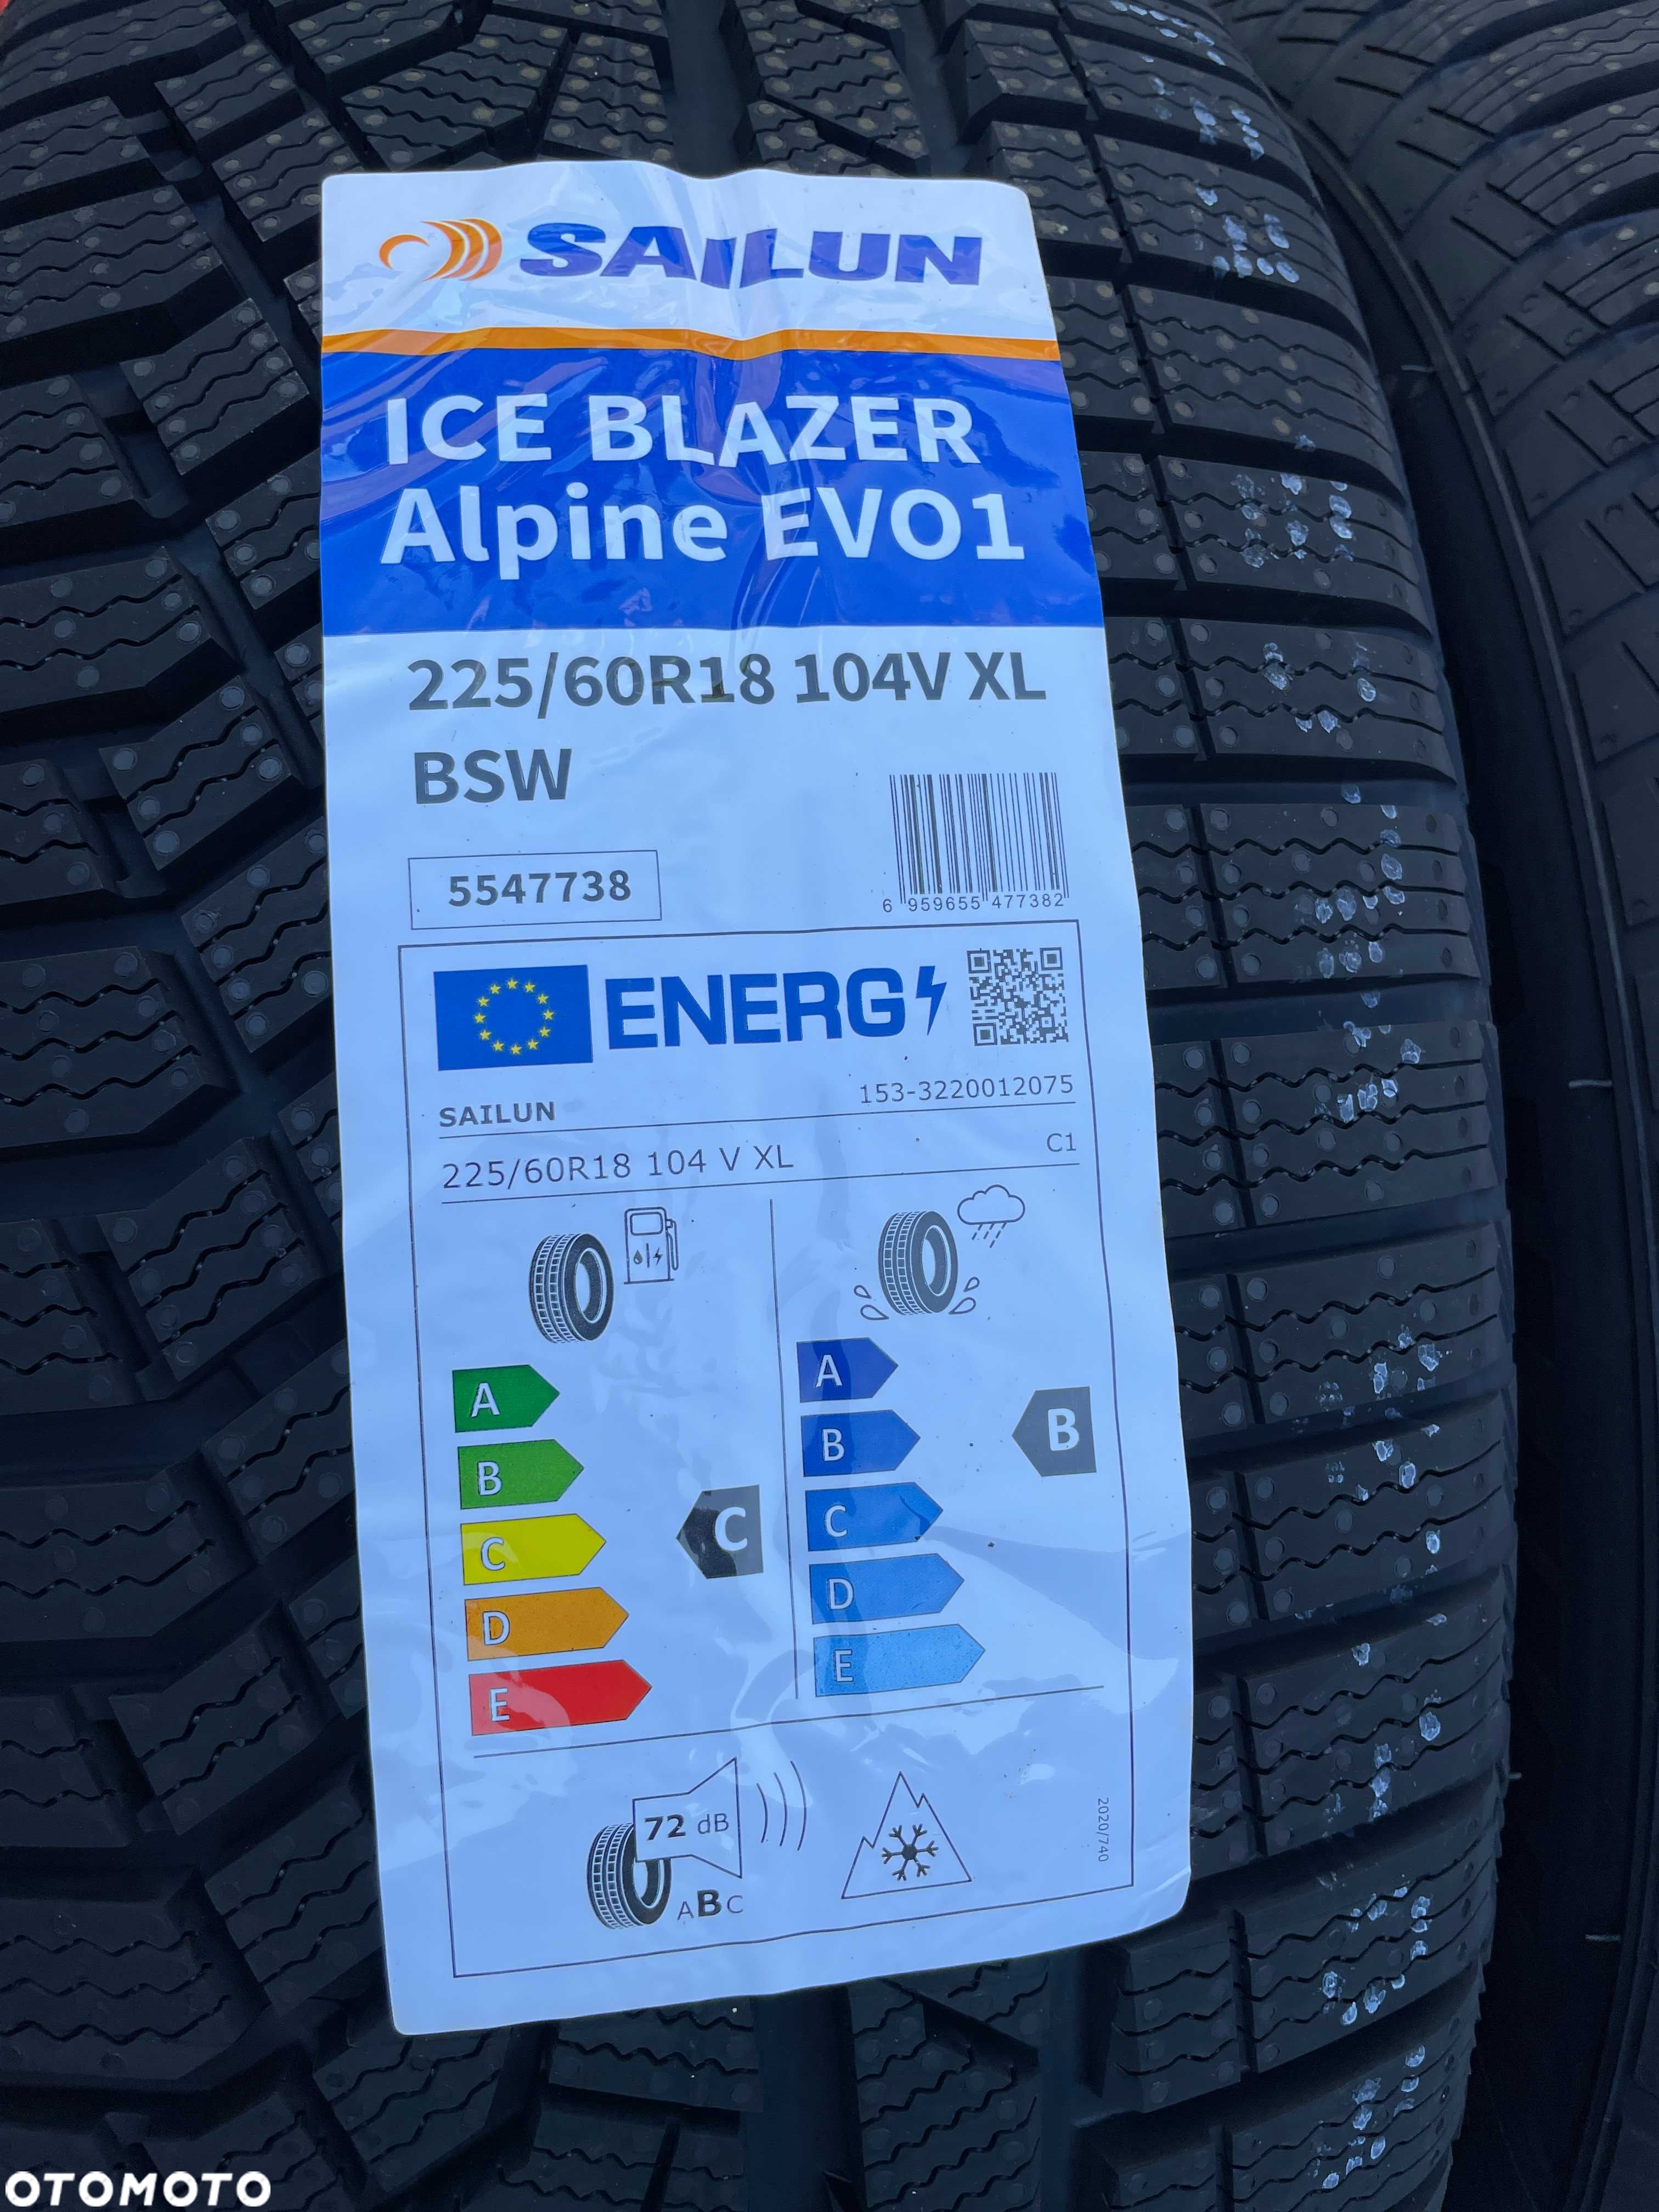 SAILUN
ICE BLAZER
Alpine EVO1
225/60R18 104V XL
BSW
5547738
6 959655 477382
ENERG
SAILUN
153-3220012075
225/60R18 104 V XL
C1
A
B
C
D
E
C
A
B
C
D
E
B
72 dB
ABC
2020/740
OTOMOTO